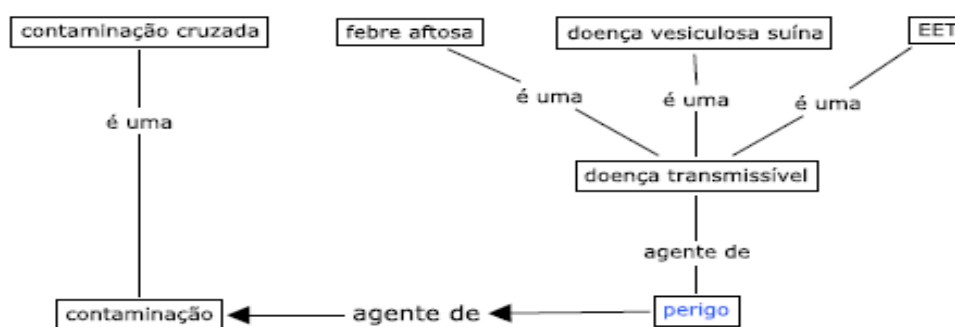 contaminação cruzada
febre aftosa
doença vesiculosa suína
EET
é uma
é uma
é uma
é uma
doença transmissível
agente de
contaminação
agente de
perigo